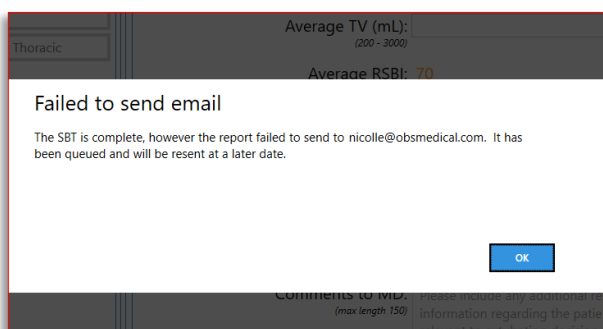 Average TV (mL):
(200 - 3000)
Thoracic
Average RSBI: 70
Failed to send email
The SBT is complete, however the report failed to send to nicolle@obsmedical.com. It has
been queued and will be resent at a later date.
OK
Comments to MD: Please include any additional re
(max length 150) information regarding the patie